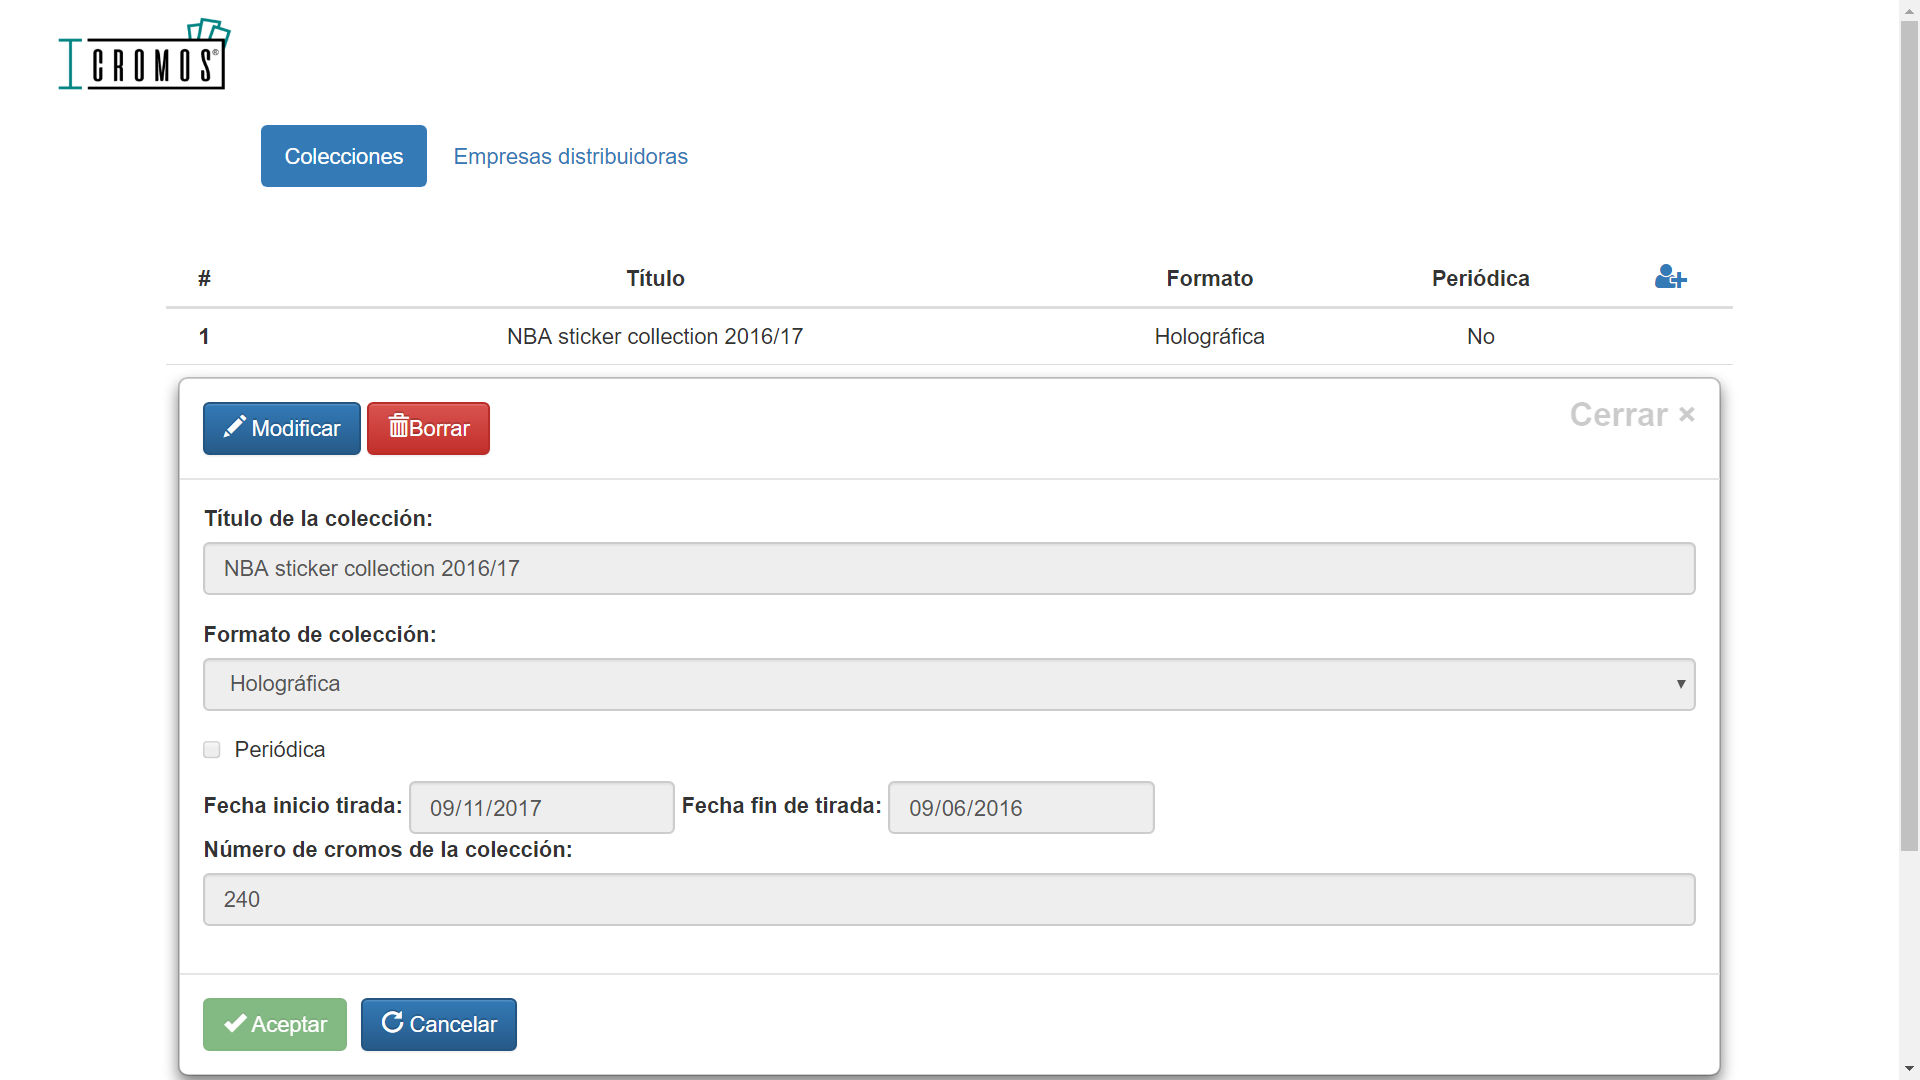 CROMOS®
Colecciones Empresas distribuidoras
# Título Formato Periódica
1 NBA sticker collection 2016/17 Holográfica No
Modificar Borrar Cerrar ×
Título de la colección:
NBA sticker collection 2016/17
Formato de colección:
Holográfica
Periódica
Fecha inicio tirada: 09/11/2017 Fecha fin de tirada: 09/06/2016
Número de cromos de la colección:
240
Aceptar Cancelar